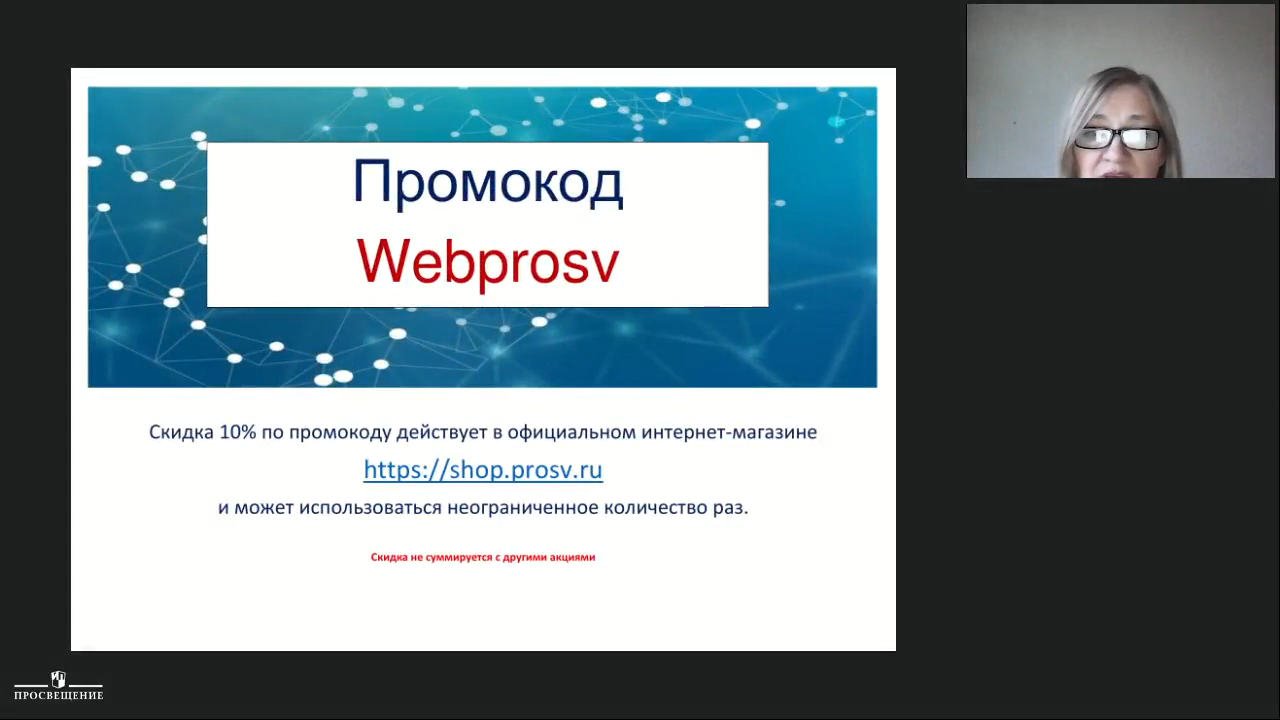 Промокод
Webprosv
Скидка 10% по промокоду действует в официальном интернет-магазине
https://shop.prosv.ru
и может использоваться неограниченное количество раз.
Скидка не суммируется с другими акциями
ПРОСВЕЩЕНИЕ